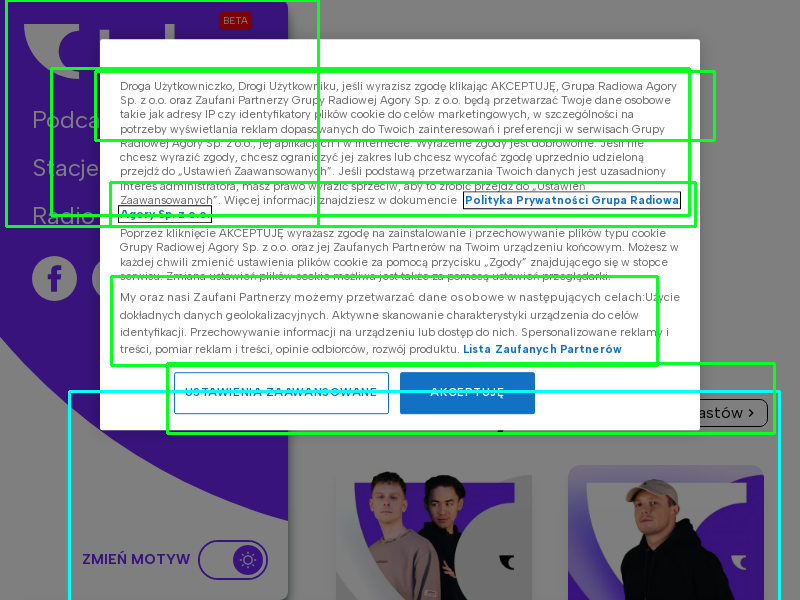 BETA
Droga Użytkowniczko, Drogi Użytkowniku, jeśli wyrazisz zgodę klikając AKCEPTUJĘ, Grupa Radiowa Agory
Sp. z o.o. oraz Zaufani Partnerzy Grupy Radiowej Agory Sp. z o.o. będą przetwarzać Twoje dane osobowe
takie jak adresy IP czy identyfikatory plików cookie do celów marketingowych, w szczególności na
potrzeby wyświetlania reklam dopasowanych do Twoich zainteresowań i preferencji w serwisach Grupy
Radiowej Agory Sp. z o.o., jej aplikacjach i w Internecie. Wyrażenie zgody jest dobrowolne. Jeśli nie
chcesz wyrazić zgody, chcesz ograniczyć jej zakres lub chcesz wycofać zgodę uprzednio udzieloną
przejdź do „Ustawień Zaawansowanych”. Jeśli podstawą przetwarzania Twoich danych jest uzasadniony
interes administratora, masz prawo wyrazić sprzeciw, aby to zrobić przejdź do „Ustawień
Zaawansowanych”. Więcej informacji znajdziesz w dokumencie Polityka Prywatności Grupa Radiowa
Agory Sp. z o.o.
Poprzez kliknięcie AKCEPTUJĘ wyrażasz zgodę na zainstalowanie i przechowywanie plików typu cookie
Grupy Radiowej Agory Sp. z o.o. oraz jej Zaufanych Partnerów na Twoim urządzeniu końcowym. Możesz w
każdej chwili zmienić ustawienia plików cookie za pomocą przycisku „Zgody” znajdującego się w stopce
serwisu. Zmiana ustawień plików cookie możliwa jest także za pomocą ustawień przeglądarki.
My oraz nasi Zaufani Partnerzy możemy przetwarzać dane osobowe w następujących celach:Użycie
dokładnych danych geolokalizacyjnych. Aktywne skanowanie charakterystyki urządzenia do celów
identyfikacji. Przechowywanie informacji na urządzeniu lub dostęp do nich. Spersonalizowane reklamy i
treści, pomiar reklam i treści, opinie odbiorców, rozwój produktu. Lista Zaufanych Partnerów
USTAWIENIA ZAAWANSOWANE
AKCEPTUJĘ
Podca
Stacje
Radio
astów
ZMIEŃ MOTYW